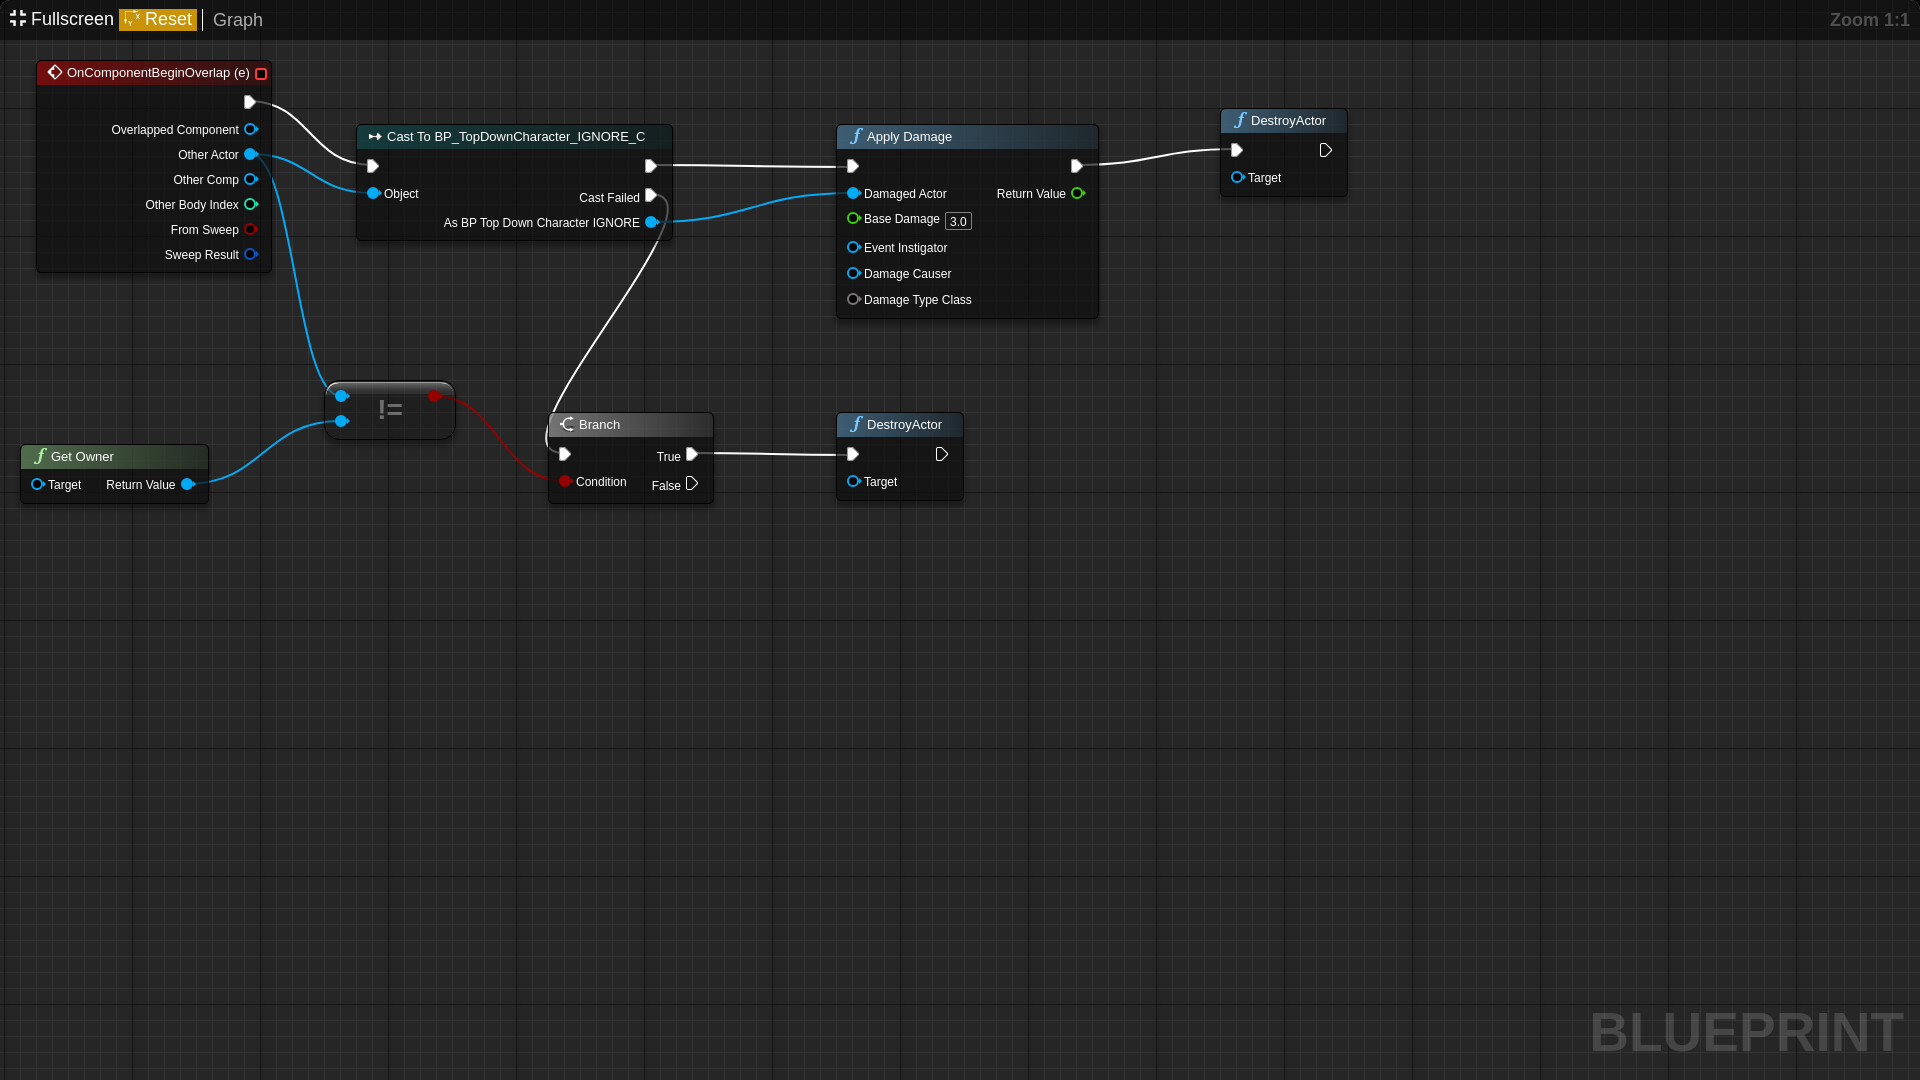 Fullscreen Reset Graph Zoom 1:1
OnComponentBeginOverlap (e)
Overlapped Component
Other Actor
Other Comp
Other Body Index
From Sweep
Sweep Result
Cast To BP_TopDownCharacter_IGNORE_C
Object
Cast Failed
As BP Top Down Character IGNORE
Apply Damage
Damaged Actor Return Value
Base Damage 3.0
Event Instigator
Damage Causer
Damage Type Class
DestroyActor
Target
!=
Get Owner
Target Return Value
Branch
True
Condition False
DestroyActor
Target
BLUEPRINT